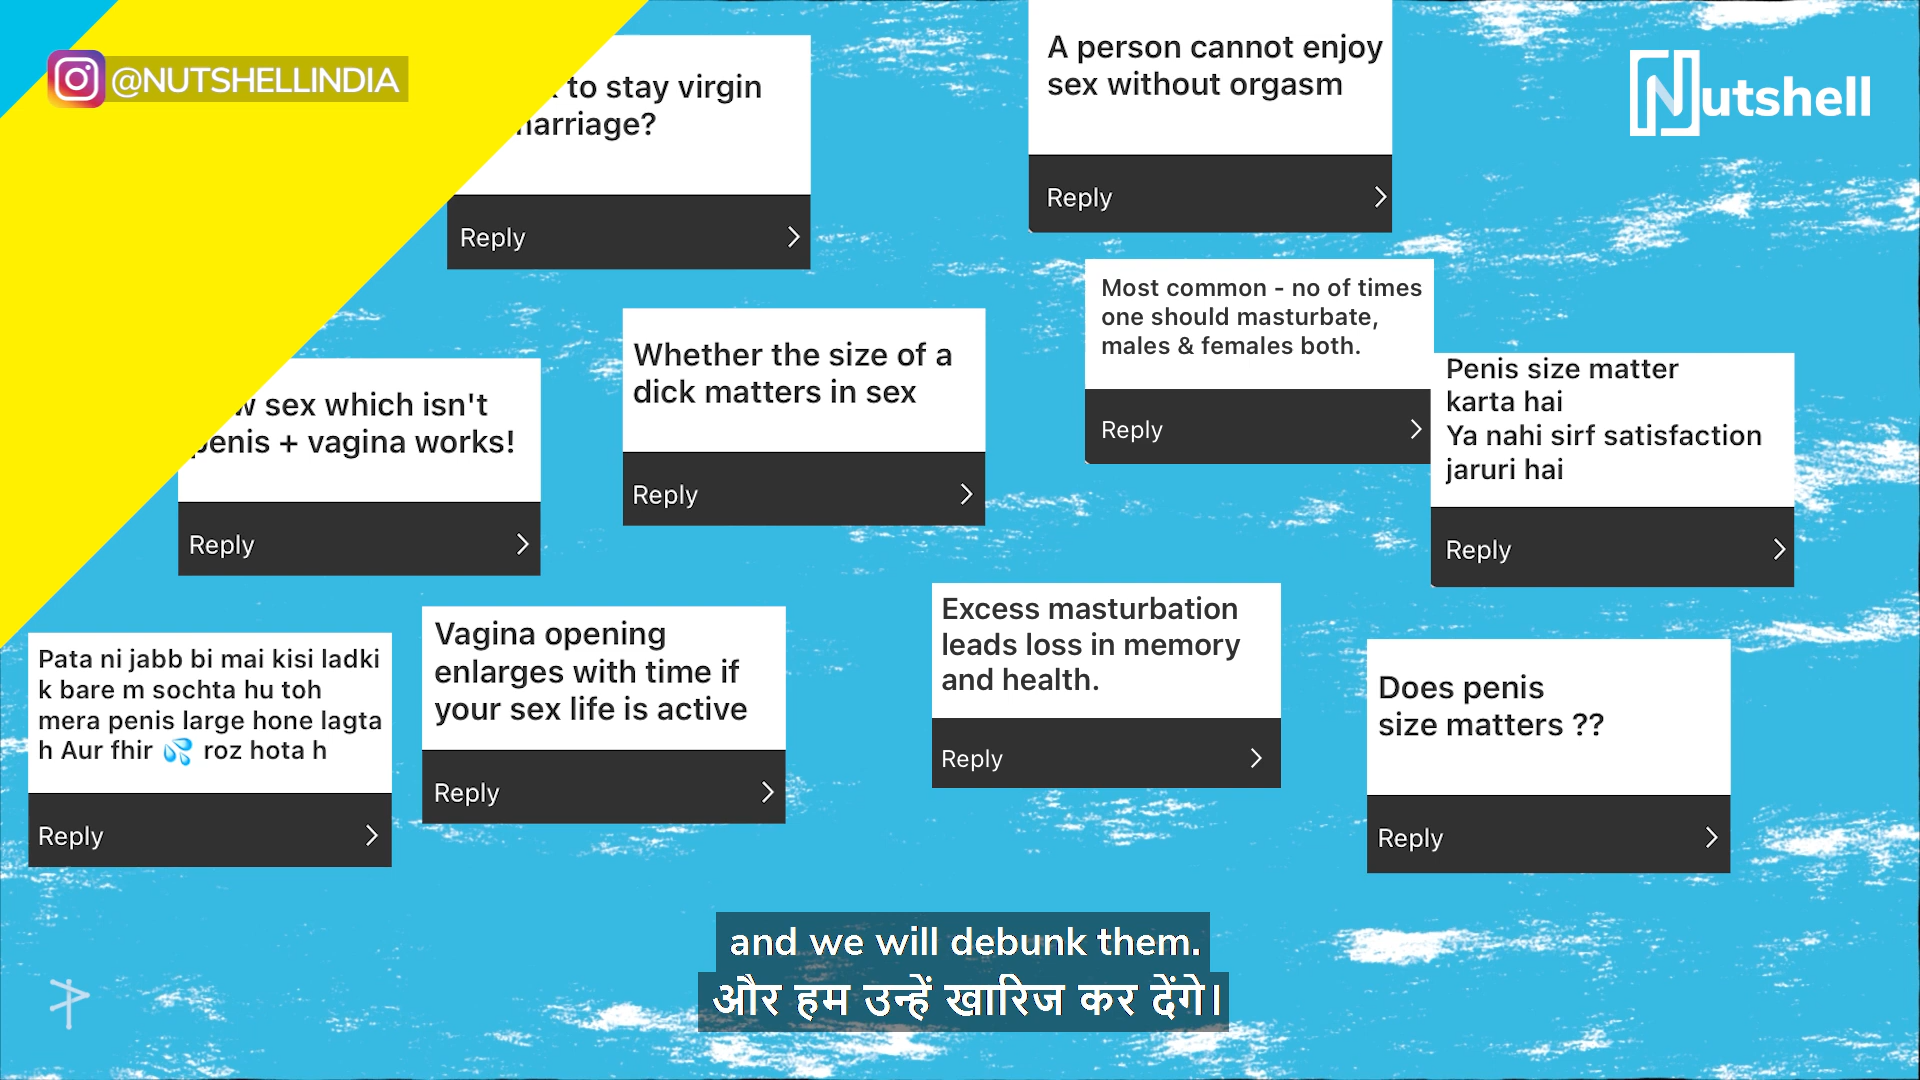 @NUTSHELLINDIA
to stay virgin
marriage?
Reply
A person cannot enjoy
sex without orgasm
Reply
Nutshell
Most common - no of times
one should masturbate,
males & females both.
Reply
Whether the size of a
dick matters in sex
Reply
Penis size matter
karta hai
Ya nahi sirf satisfaction
jaruri hai
Reply
sex which isn't
penis + vagina works!
Reply
Pata ni jabb bi mai kisi ladki
k bare m sochta hu toh
mera penis large hone lagta
h Aur fhir 💦 roz hota h
Reply
Vagina opening
enlarges with time if
your sex life is active
Reply
Excess masturbation
leads loss in memory
and health.
Reply
Does penis
size matters ??
Reply
and we will debunk them.
और हम उन्हें खारिज कर देंगे।